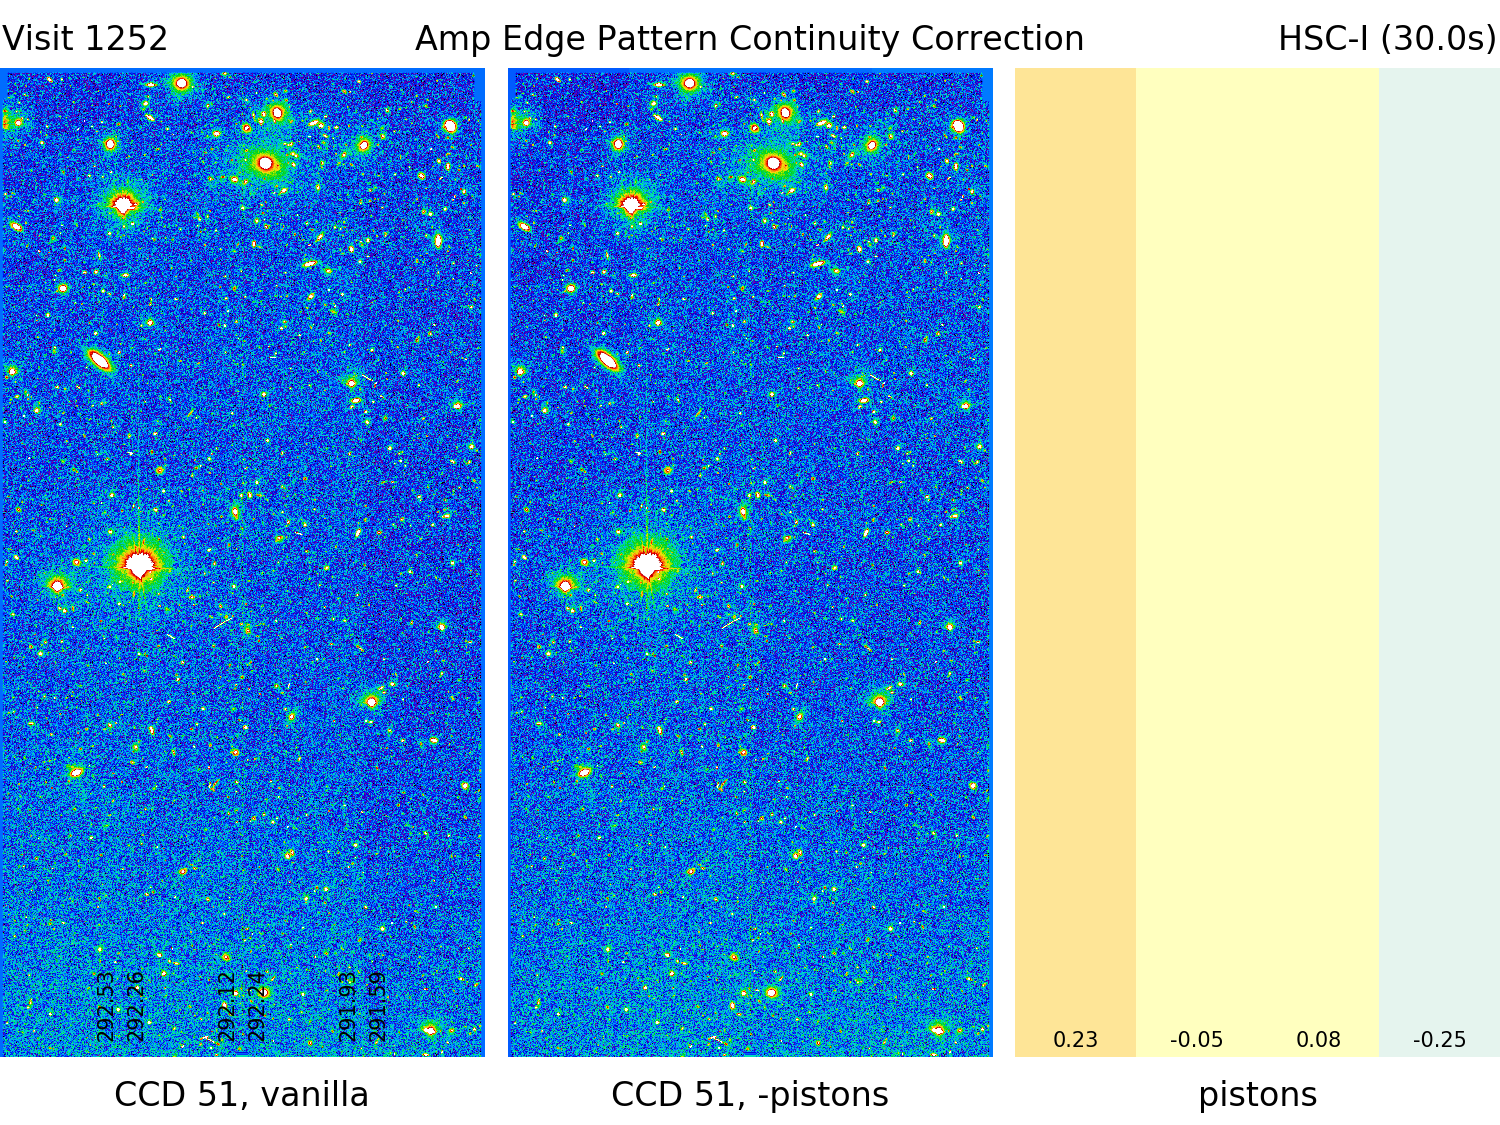 Visit 1252 Amp Edge Pattern Continuity Correction HSC-I (30.0s)
292.53 292.26 292.12 292.24 291.93 291.59
0.23 -0.05 0.08 -0.25
CCD 51, vanilla CCD 51, -pistons pistons